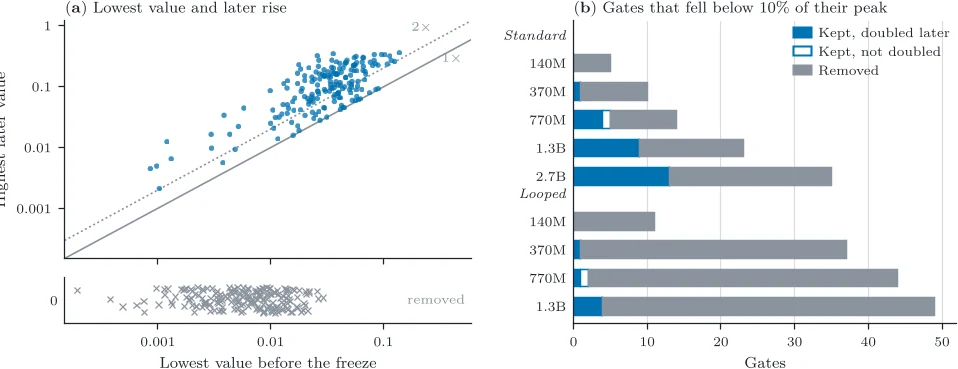 (a) Lowest value and later rise
Highest later value
1
0.1
0.01
0.001
2×
1×
0
removed
0.001
0.01
0.1
Lowest value before the freeze
(b) Gates that fell below 10% of their peak
Kept, doubled later
Kept, not doubled
Removed
Standard
140M
370M
770M
1.3B
2.7B
Looped
140M
370M
770M
1.3B
0
10
20
30
40
50
Gates